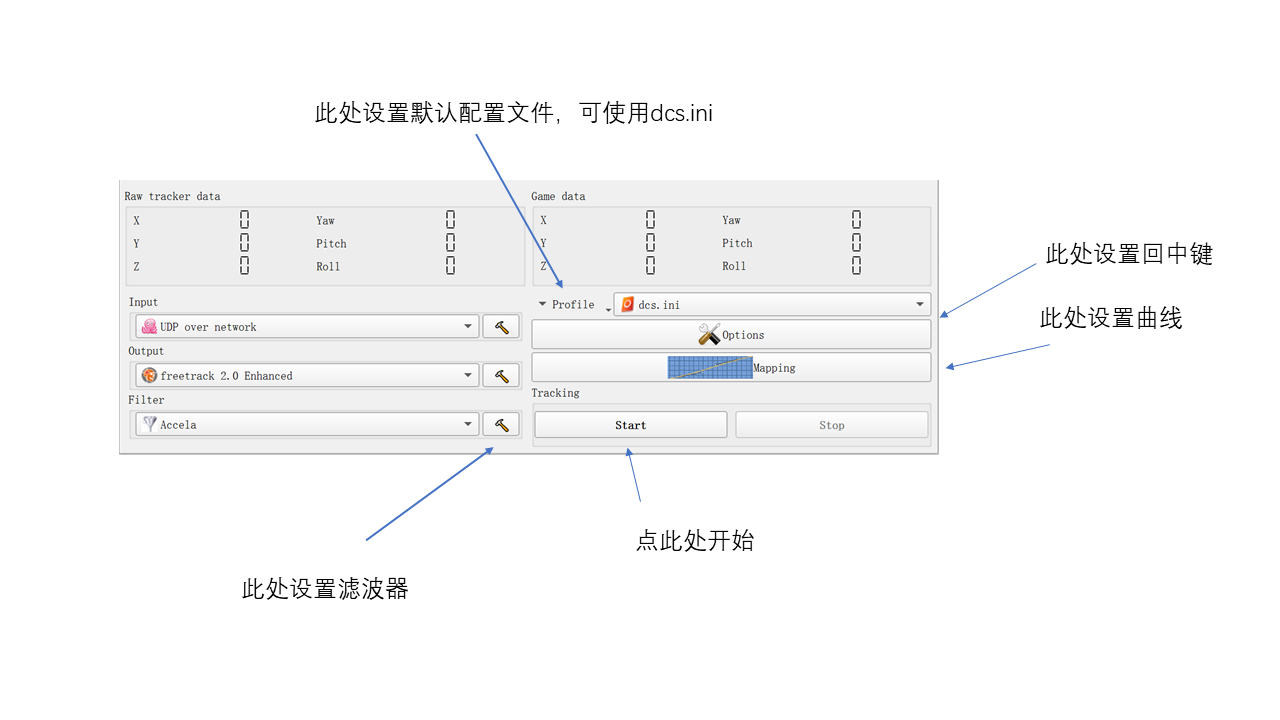 此处设置默认配置文件，可使用dcs.ini
Raw tracker data
X 0 Yaw 0
Y 0 Pitch 0
Z 0 Roll 0
Game data
X 0 Yaw 0
Y 0 Pitch 0
Z 0 Roll 0
此处设置回中键
此处设置曲线
Input
UDP over network
Output
freetrack 2.0 Enhanced
Filter
Accela
Profile dcs.ini
Options
Mapping
Tracking
Start Stop
点此处开始
此处设置滤波器